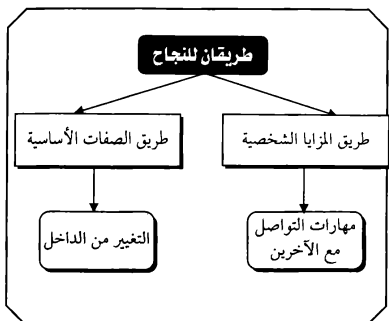 طريقان للنجاح
طريق المزايا الشخصية
طريق الصفات الأساسية
مهارات التواصل
مع الآخرين
التغيير من الداخل